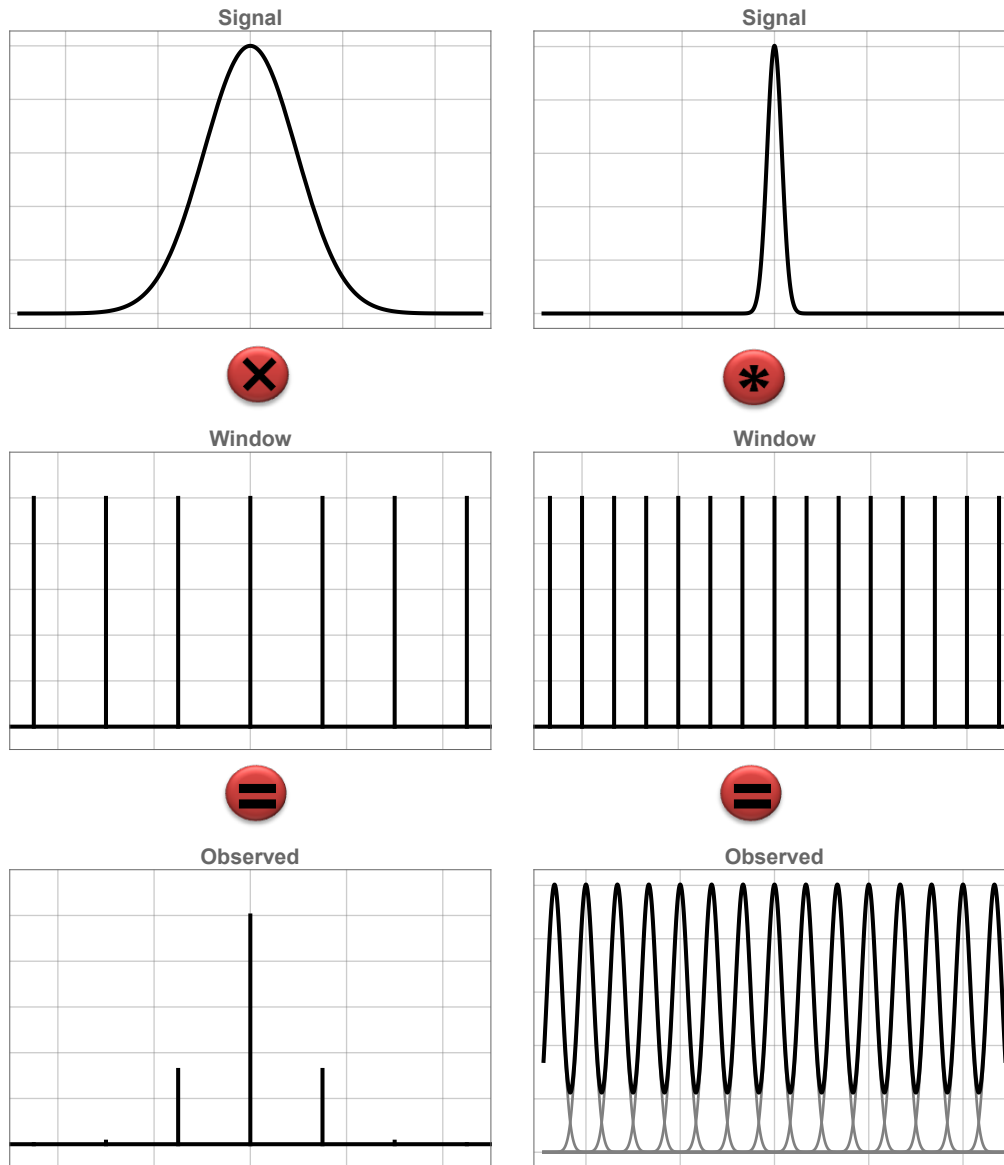 Signal
Signal
×
*
Window
Window
=
=
Observed
Observed